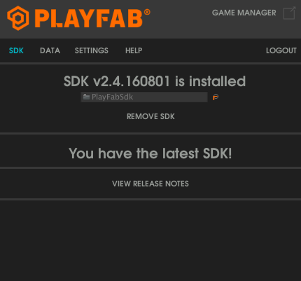 PLAYFAB®
GAME MANAGER
SDK DATA SETTINGS HELP LOGOUT
SDK v2.4.160801 is installed
PlayFabSdk
REMOVE SDK
You have the latest SDK!
VIEW RELEASE NOTES